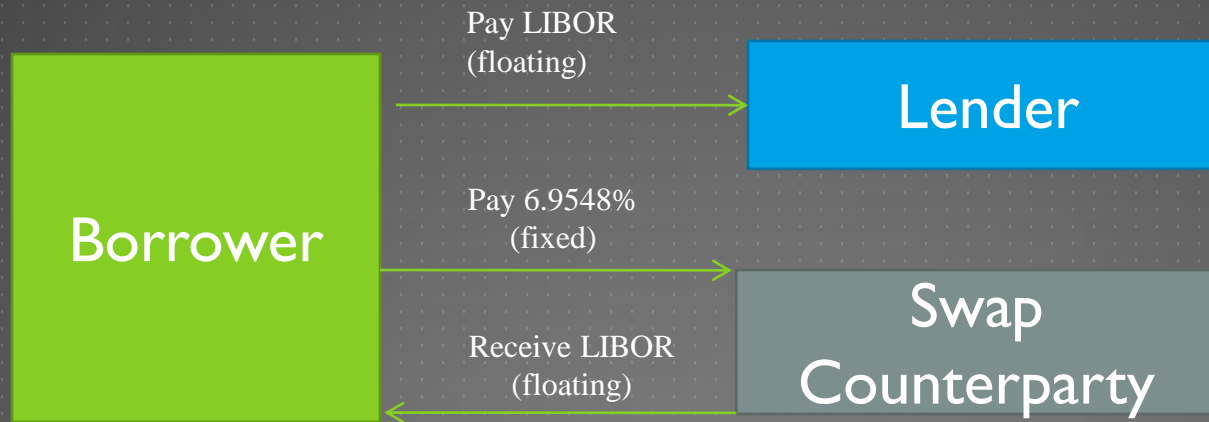 Pay LIBOR
(floating)
Lender
Borrower
Pay 6.9548%
(fixed)
Swap
Counterparty
Receive LIBOR
(floating)